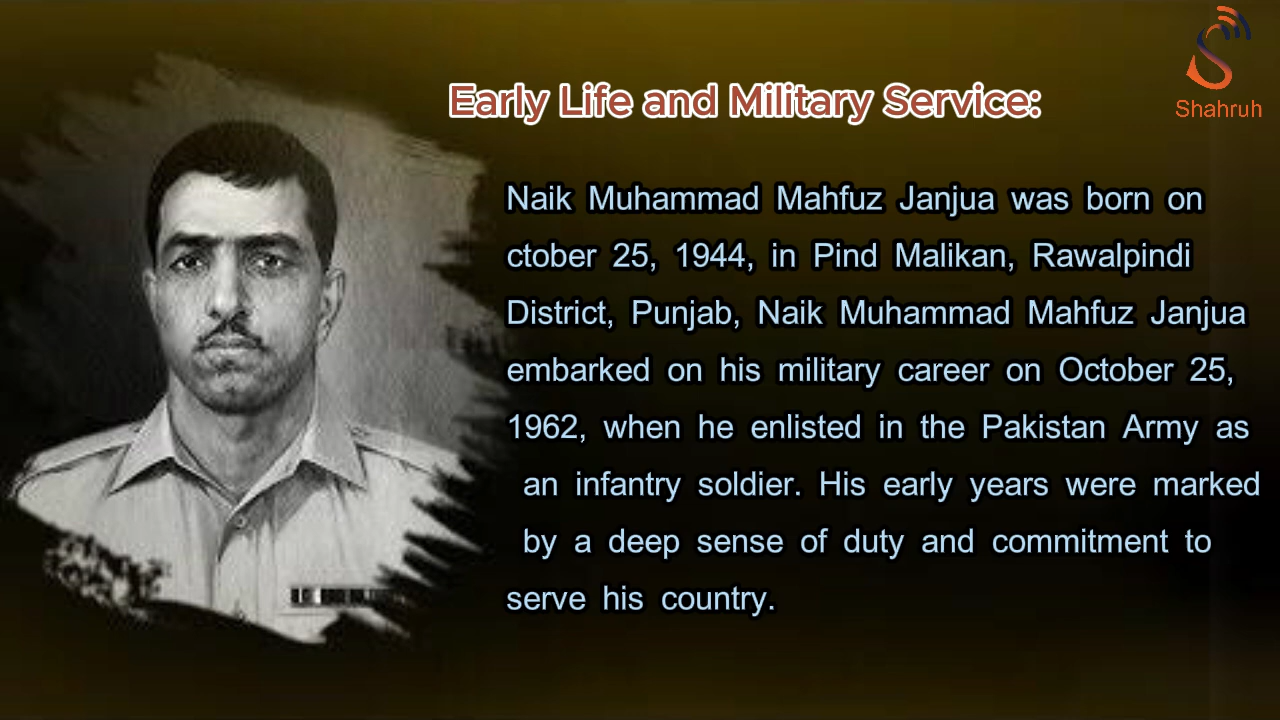 Shahruh
Early Life and Military Service:
Naik Muhammad Mahfuz Janjua was born on
ctober 25, 1944, in Pind Malikan, Rawalpindi
District, Punjab, Naik Muhammad Mahfuz Janjua
embarked on his military career on October 25,
1962, when he enlisted in the Pakistan Army as
an infantry soldier. His early years were marked
by a deep sense of duty and commitment to
serve his country.